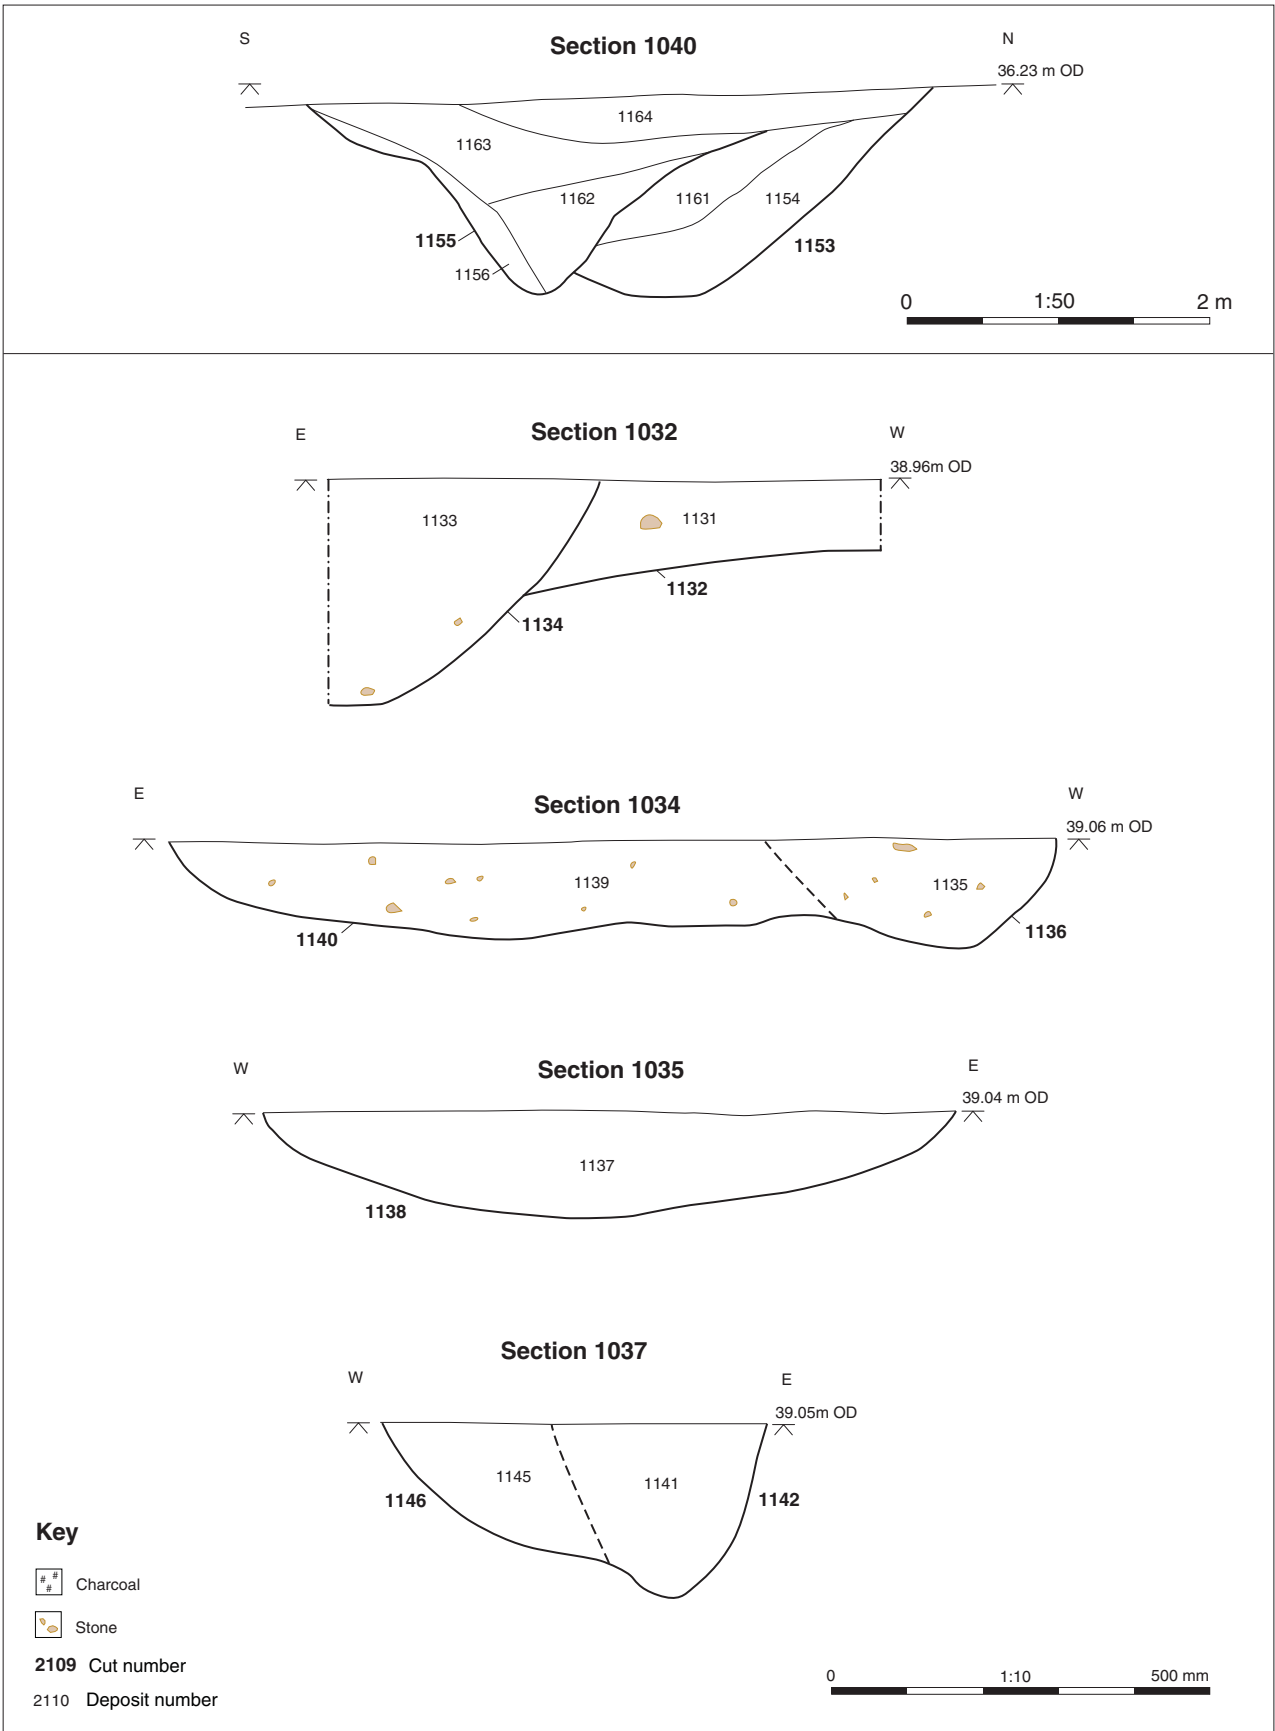 Section 1040
S
N
36.23 m OD
1164
1163
1162
1161
1154
1155
1153
1156
0 1:50 2 m
Section 1032
E
W
38.96m OD
1133
1131
1132
1134
Section 1034
E
W
39.06 m OD
1139
1135
1140
1136
Section 1035
W
E
39.04 m OD
1137
1138
Section 1037
W
E
39.05m OD
1145
1141
1146
1142
Key
# # #
Charcoal
Stone
2109 Cut number
2110 Deposit number
0 1:10 500 mm